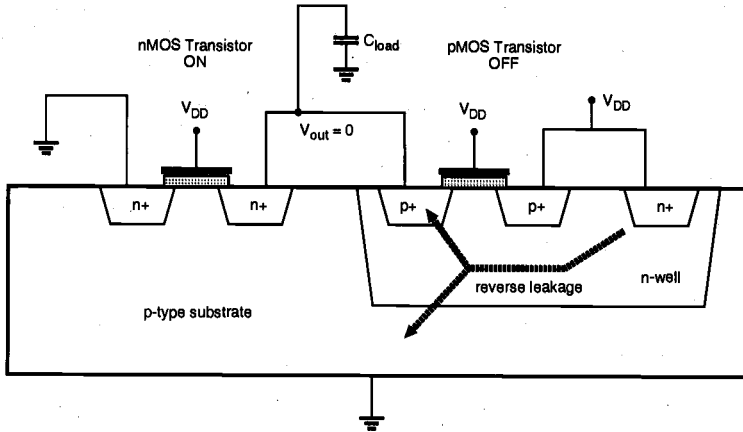 nMOS Transistor
ON
C_load
pMOS Transistor
OFF
V_DD
V_out = 0
V_DD
V_DD
n+
n+
p+
p+
n+
reverse leakage
n-well
p-type substrate